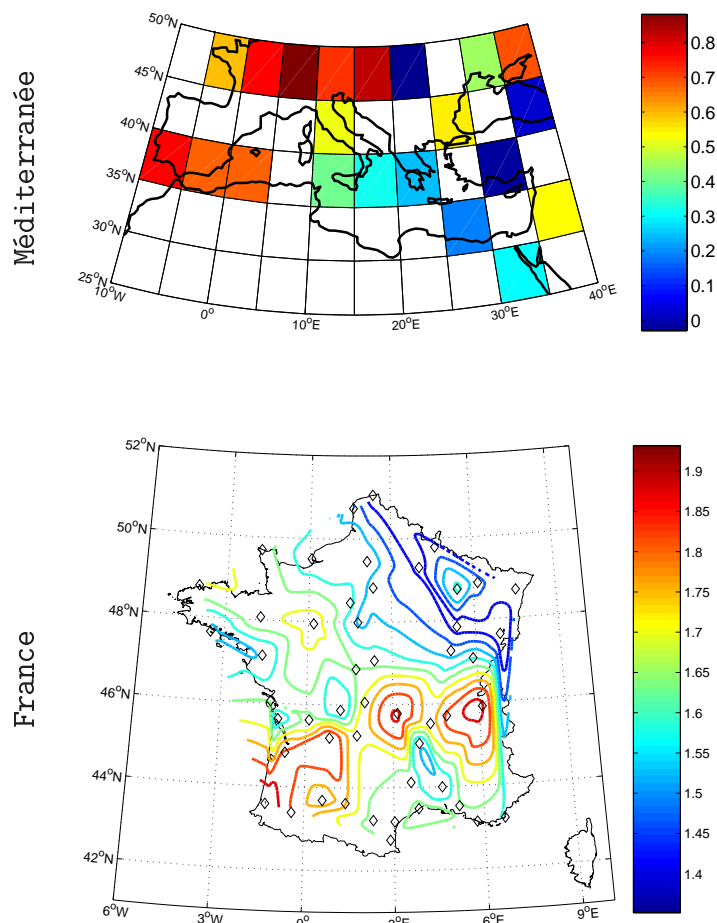 Méditerranée
50°N
45°N
40°N
35°N
30°N
25°N
10°W
0°
10°E
20°E
30°E
40°E
0.8
0.7
0.6
0.5
0.4
0.3
0.2
0.1
0
France
52°N
50°N
48°N
46°N
44°N
42°N
6°W
3°W
0°
3°E
6°E
9°E
1.9
1.85
1.8
1.75
1.7
1.65
1.6
1.55
1.5
1.45
1.4